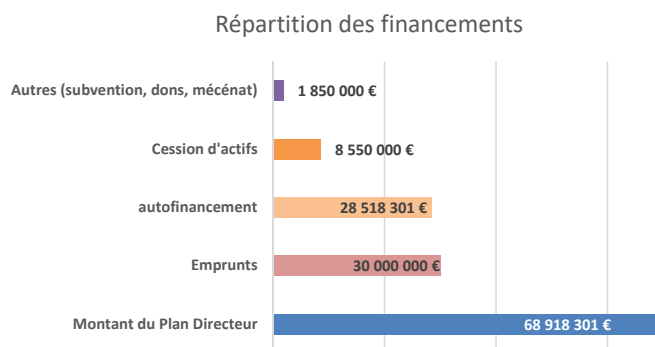 Répartition des financements
Autres (subvention, dons, mécénat) 1 850 000 €
Cession d'actifs 8 550 000 €
autofinancement 28 518 301 €
Emprunts 30 000 000 €
Montant du Plan Directeur 68 918 301 €